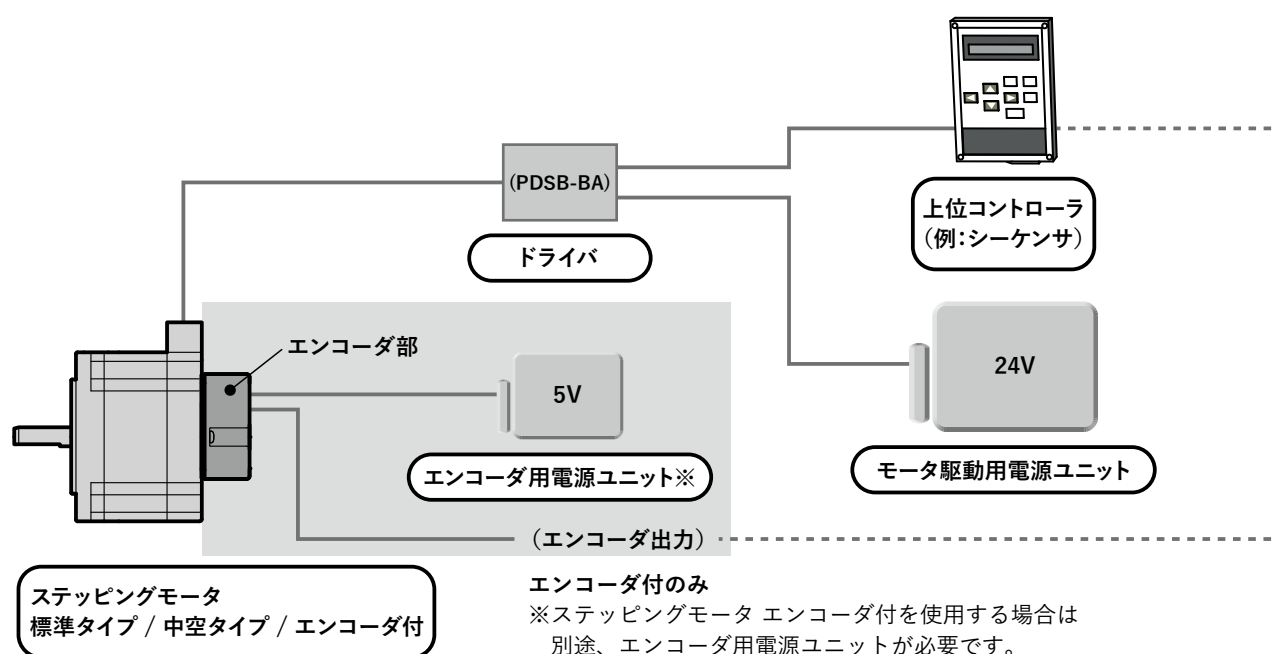 (PDSB-BA)
ドライバ
上位コントローラ
（例：シーケンサ）
エンコーダ部
5V
24V
エンコーダ用電源ユニット※
モータ駆動用電源ユニット
（エンコーダ出力）
ステッピングモータ
標準タイプ / 中空タイプ / エンコーダ付
エンコーダ付のみ
※ステッピングモータ エンコーダ付を使用する場合は
別途、エンコーダ用電源ユニットが必要です。